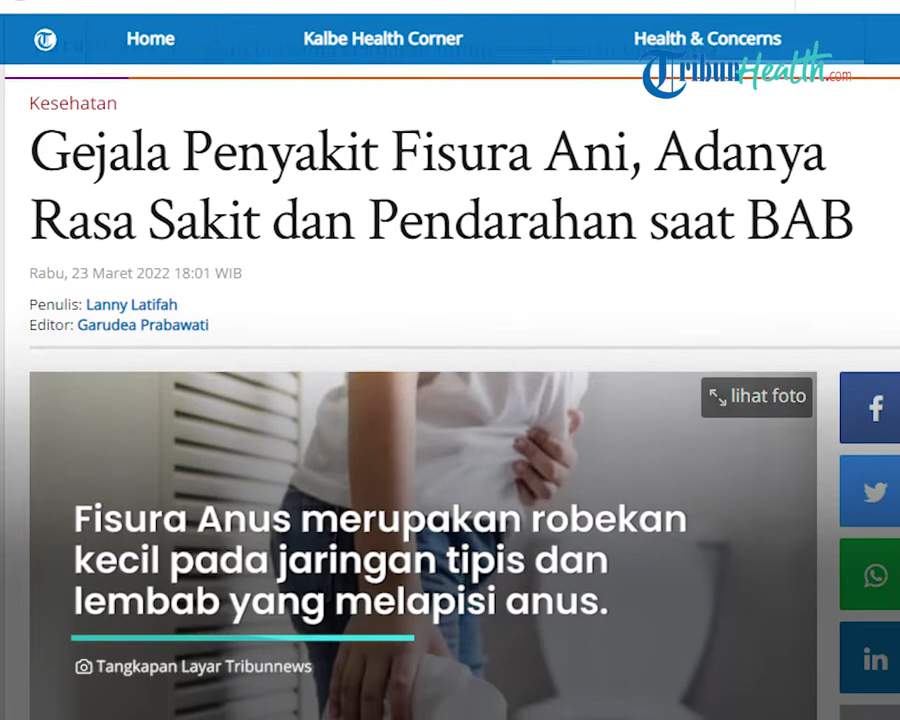 Home Kalbe Health Corner Health & Concerns
TribunHealth.com
Kesehatan
Gejala Penyakit Fisura Ani, Adanya
Rasa Sakit dan Pendarahan saat BAB
Rabu, 23 Maret 2022 18:01 WIB
Penulis: Lanny Latifah
Editor: Garudea Prabawati
lihat foto
Fisura Anus merupakan robekan
kecil pada jaringan tipis dan
lembab yang melapisi anus.
Tangkapan Layar Tribunnews